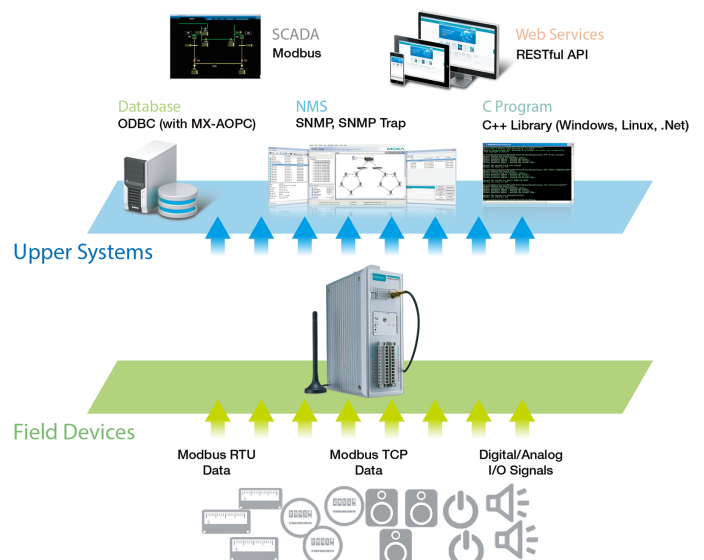 SCADA
Modbus
Web Services
RESTful API
Database
ODBC (with MX-AOPC)
NMS
SNMP, SNMP Trap
C Program
C++ Library (Windows, Linux, .Net)
MOXA
Upper Systems
Field Devices
Modbus RTU
Data
Modbus TCP
Data
Digital/Analog
I/O Signals